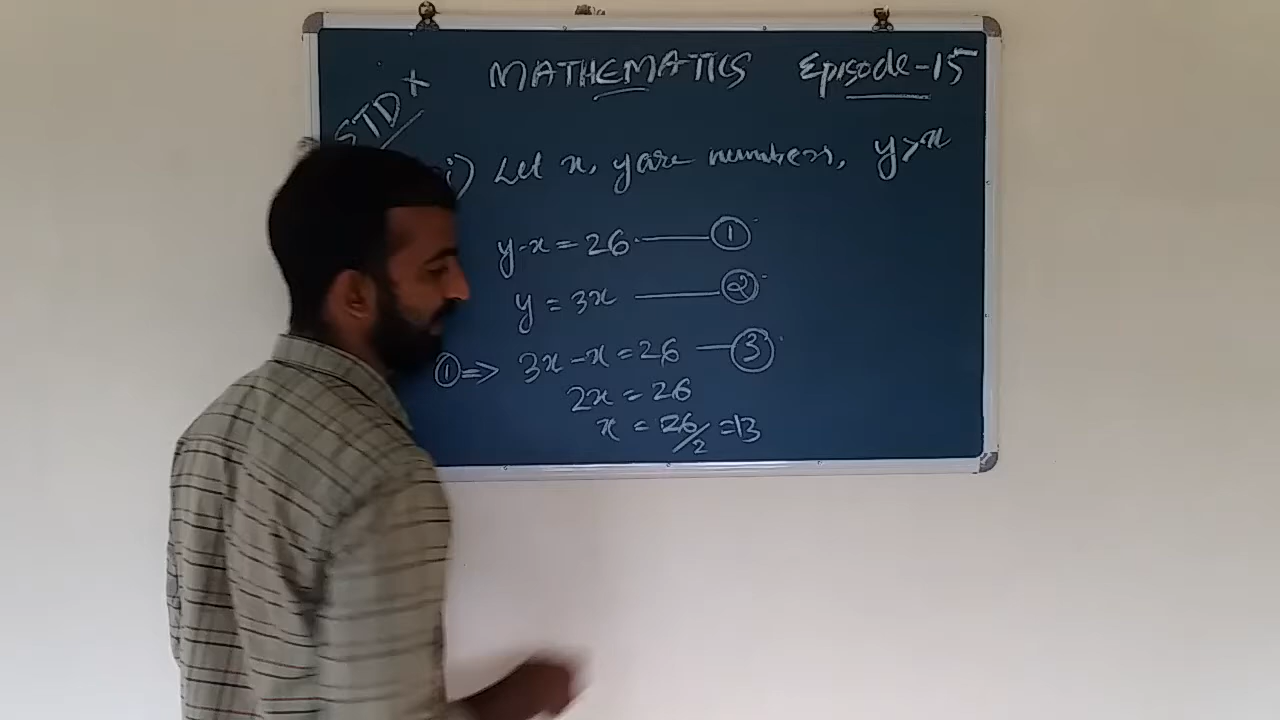 MATHEMATICS Episode-15
STD X
i) Let x, y are numbers, y>x
y-x = 26 —— ①
y = 3x —— ②
① => 3x - x = 26 — ③
2x = 26
x = 26/2 = 13